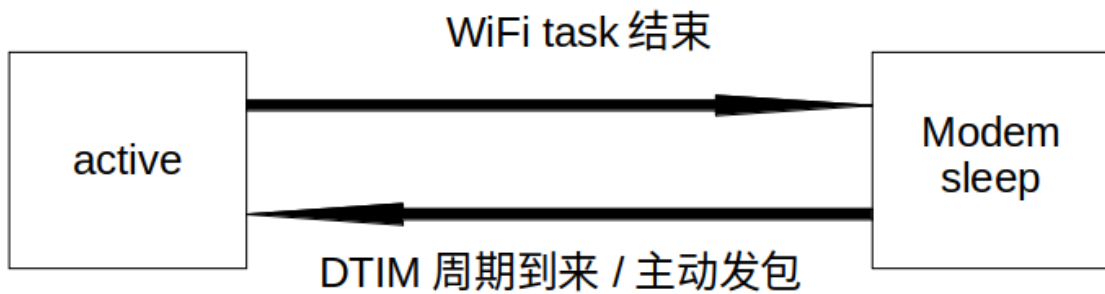 WiFi task 结束
active
Modem
sleep
DTIM 周期到来 / 主动发包